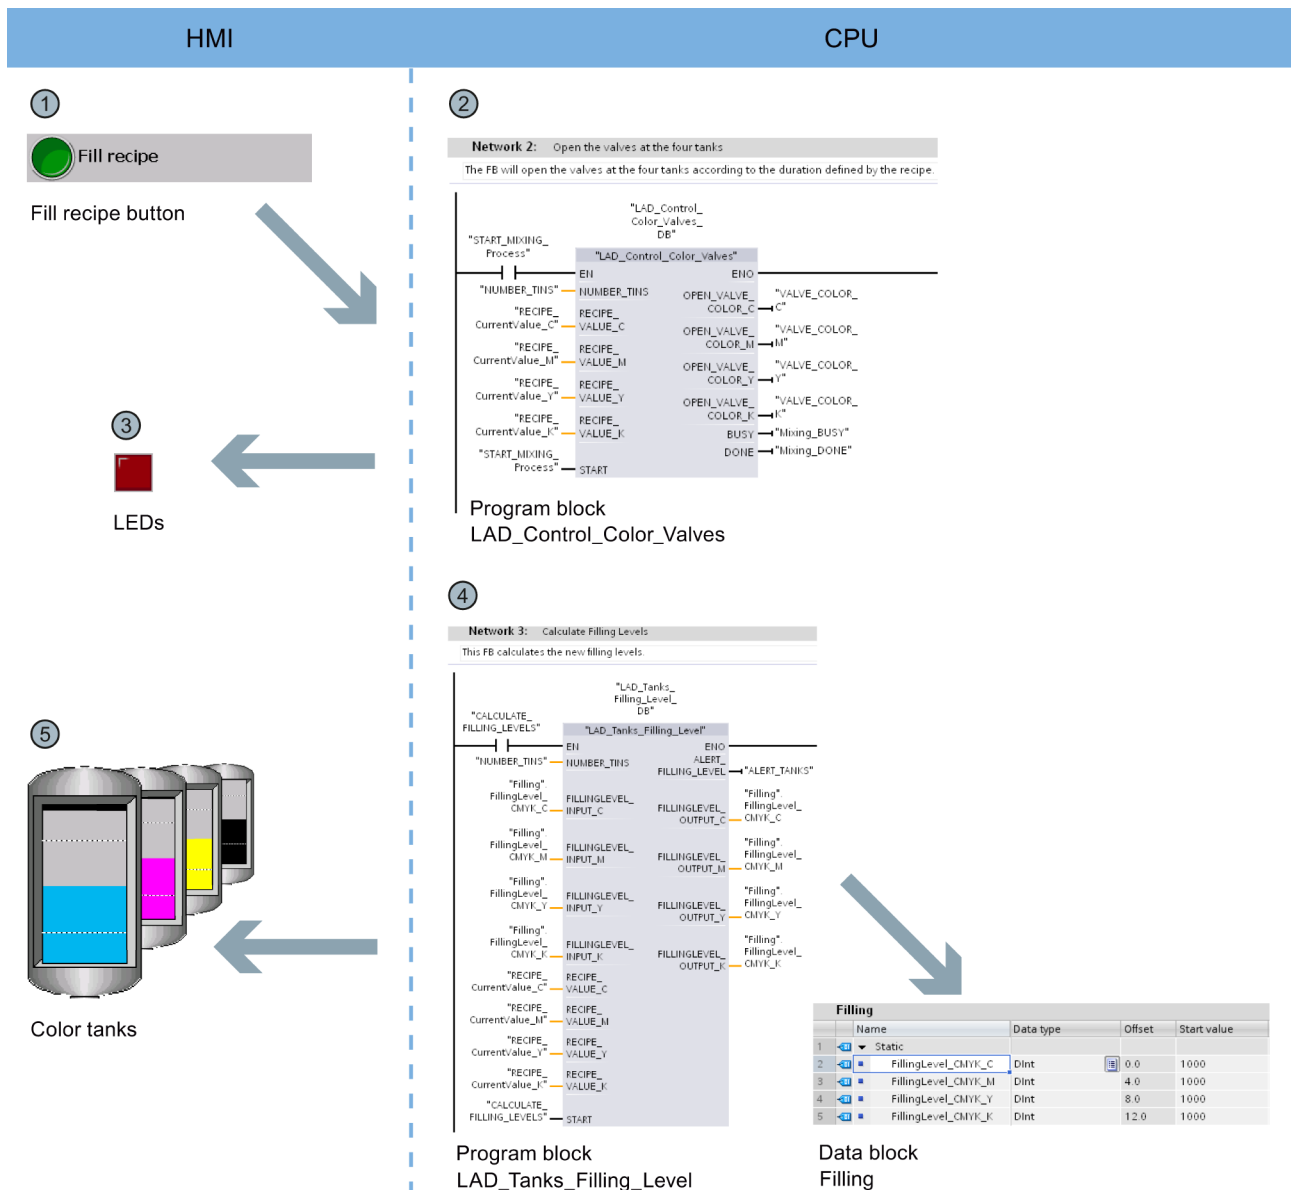 HMI
CPU
1
Fill recipe
Fill recipe button
2
Network 2: Open the valves at the four tanks
The FB will open the valves at the four tanks according to the duration defined by the recipe.
"LAD_Control_
Color_Valves_
DB"
"START_MIXING_
Process"
"LAD_Control_Color_Valves"
EN
ENO
"NUMBER_TINS"
NUMBER_TINS
OPEN_VALVE_
COLOR_C
"VALVE_COLOR_
C"
"RECIPE_
CurrentValue_C"
RECIPE_
VALUE_C
OPEN_VALVE_
COLOR_M
"VALVE_COLOR_
M"
"RECIPE_
CurrentValue_M"
RECIPE_
VALUE_M
OPEN_VALVE_
COLOR_Y
"VALVE_COLOR_
Y"
"RECIPE_
CurrentValue_Y"
RECIPE_
VALUE_Y
OPEN_VALVE_
COLOR_K
"VALVE_COLOR_
K"
"RECIPE_
CurrentValue_K"
RECIPE_
VALUE_K
BUSY
"Mixing_BUSY"
DONE
"Mixing_DONE"
"START_MIXING_
Process"
START
Program block
LAD_Control_Color_Valves
3
LEDs
4
Network 3: Calculate Filling Levels
This FB calculates the new filling levels.
"LAD_Tanks_
Filling_Level_
DB"
"CALCULATE_
FILLING_LEVELS"
"LAD_Tanks_Filling_Level"
EN
ENO
"NUMBER_TINS"
NUMBER_TINS
ALERT_
FILLING_LEVEL
"ALERT_TANKS"
"Filling".
FillingLevel_
CMYK_C
FILLINGLEVEL_
INPUT_C
FILLINGLEVEL_
OUTPUT_C
"Filling".
FillingLevel_
CMYK_C
"Filling".
FillingLevel_
CMYK_M
FILLINGLEVEL_
INPUT_M
FILLINGLEVEL_
OUTPUT_M
"Filling".
FillingLevel_
CMYK_M
"Filling".
FillingLevel_
CMYK_Y
FILLINGLEVEL_
INPUT_Y
FILLINGLEVEL_
OUTPUT_Y
"Filling".
FillingLevel_
CMYK_Y
"Filling".
FillingLevel_
CMYK_K
FILLINGLEVEL_
INPUT_K
FILLINGLEVEL_
OUTPUT_K
"Filling".
FillingLevel_
CMYK_K
"RECIPE_
CurrentValue_C"
RECIPE_
VALUE_C
"RECIPE_
CurrentValue_M"
RECIPE_
VALUE_M
"RECIPE_
CurrentValue_Y"
RECIPE_
VALUE_Y
"RECIPE_
CurrentValue_K"
RECIPE_
VALUE_K
"CALCULATE_
FILLING_LEVELS"
START
Program block
LAD_Tanks_Filling_Level
5
Color tanks
Filling
Name Data type Offset Start value
1 Static
2 FillingLevel_CMYK_C DInt 0.0 1000
3 FillingLevel_CMYK_M DInt 4.0 1000
4 FillingLevel_CMYK_Y DInt 8.0 1000
5 FillingLevel_CMYK_K DInt 12.0 1000
Data block
Filling